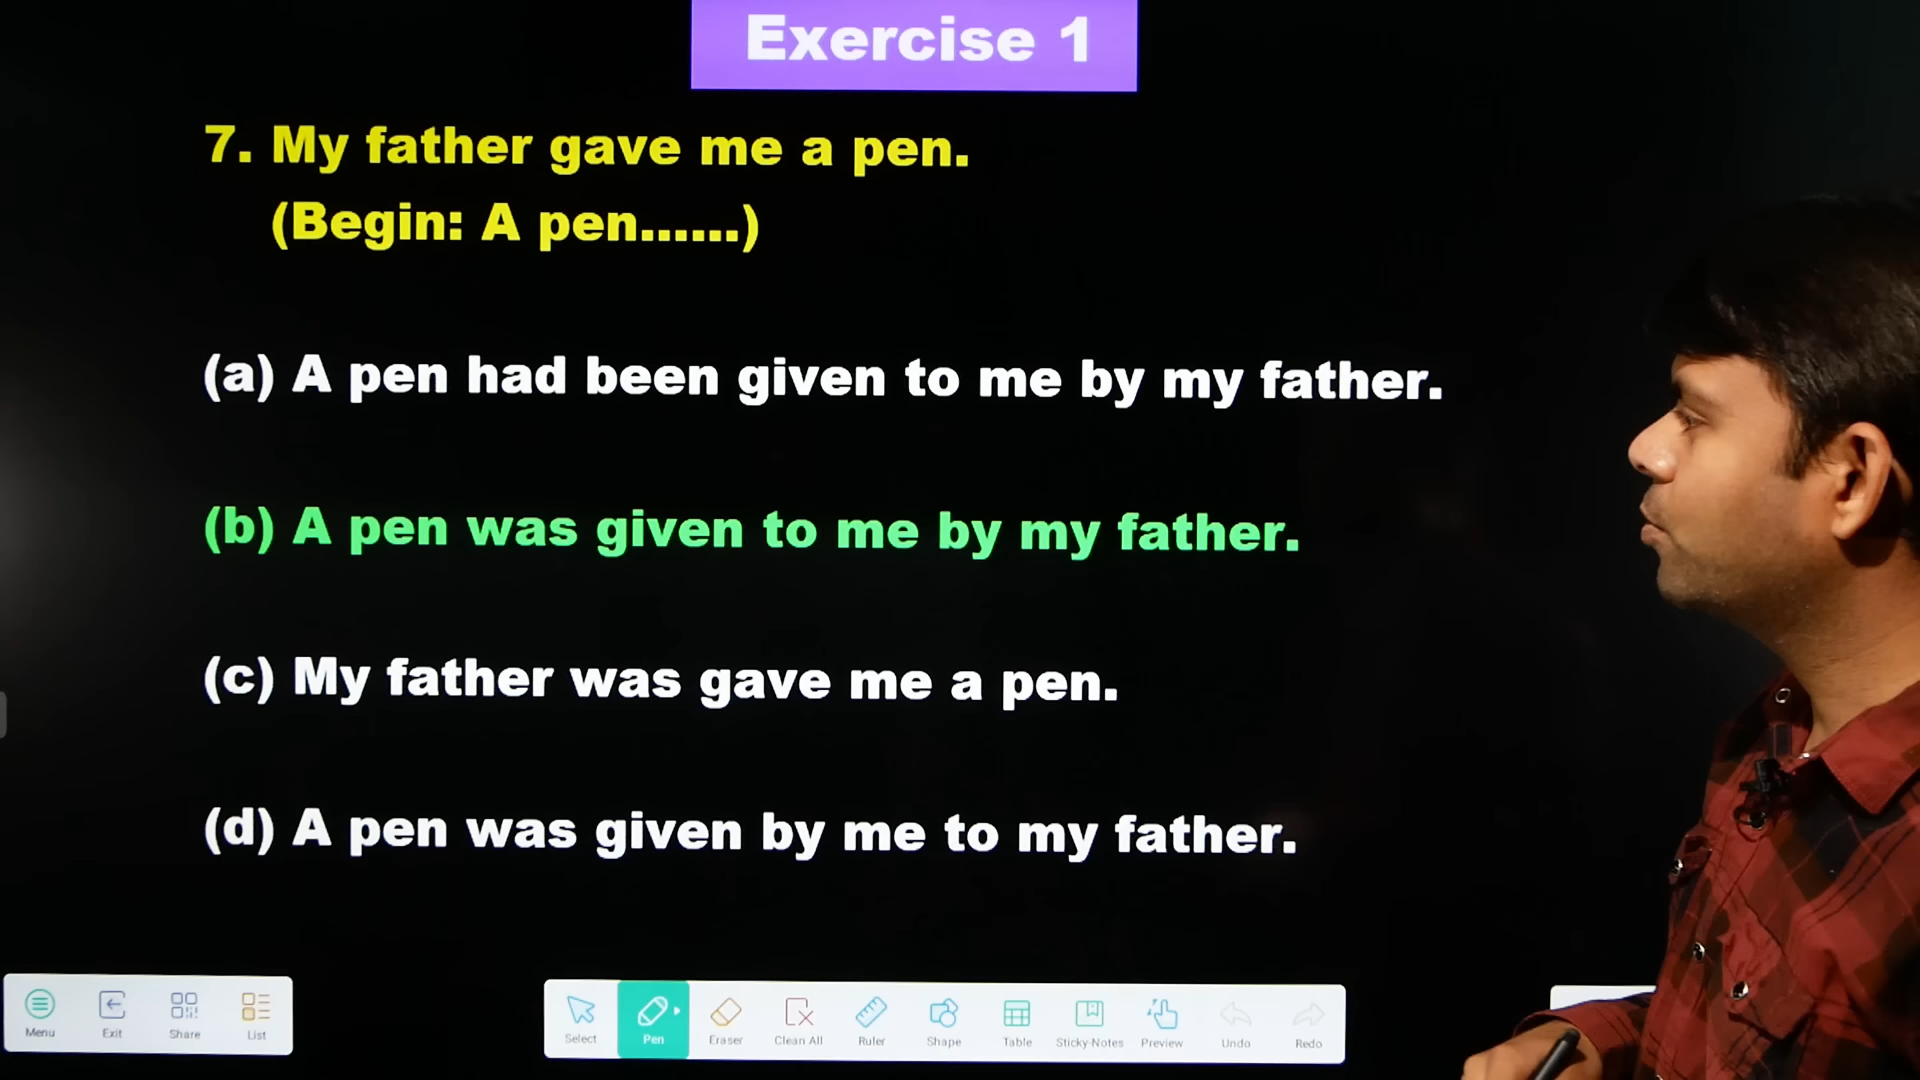 Exercise 1
7. My father gave me a pen.
(Begin: A pen......)
(a) A pen had been given to me by my father.
(b) A pen was given to me by my father.
(c) My father was gave me a pen.
(d) A pen was given by me to my father.
Menu Exit Share List
Select Pen Eraser Clean All Ruler Shape Table Sticky-Notes Preview Undo Redo